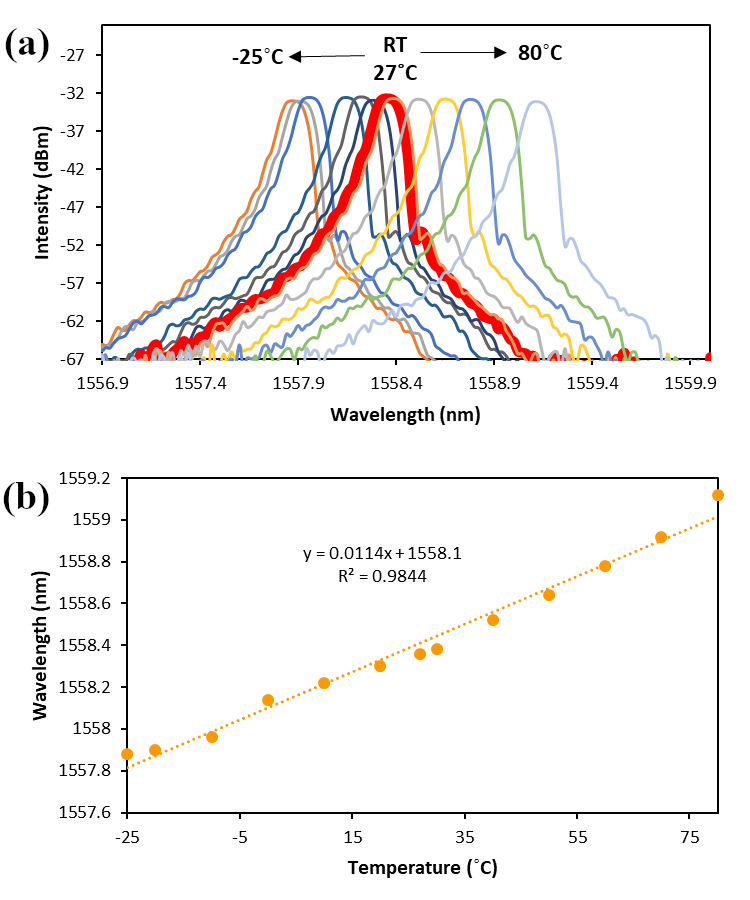 (a)
-25˚C
RT
27˚C
80˚C
-27
-32
-37
-42
-47
-52
-57
-62
-67
Intensity (dBm)
1556.9 1557.4 1557.9 1558.4 1558.9 1559.4 1559.9
Wavelength (nm)
(b)
1559.2
1559
1558.8
1558.6
1558.4
1558.2
1558
1557.8
1557.6
Wavelength (nm)
y = 0.0114x + 1558.1
R² = 0.9844
-25 -5 15 35 55 75
Temperature (˚C)